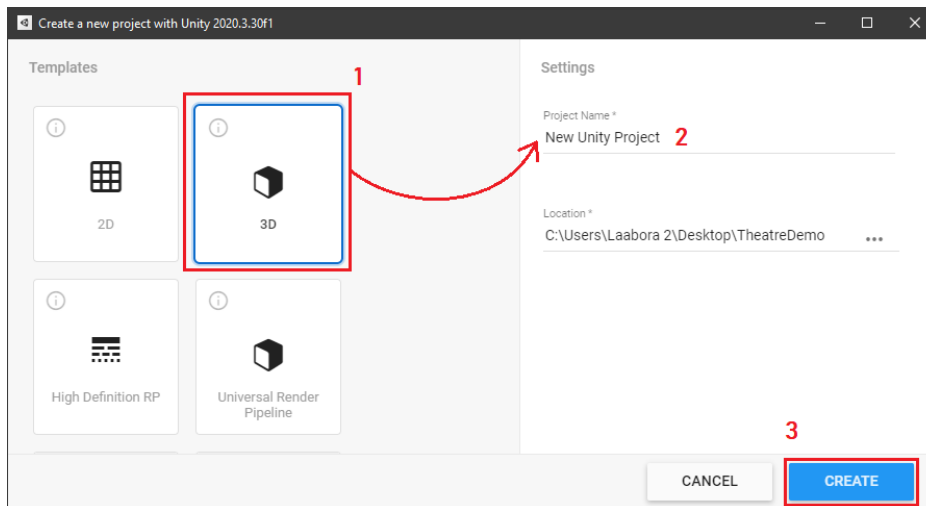 Create a new project with Unity 2020.3.30f1
Templates
1
2D
3D
High Definition RP
Universal Render
Pipeline
Settings
Project Name *
New Unity Project 2
Location *
C:\Users\Laabora 2\Desktop\TheatreDemo ...
3
CANCEL
CREATE